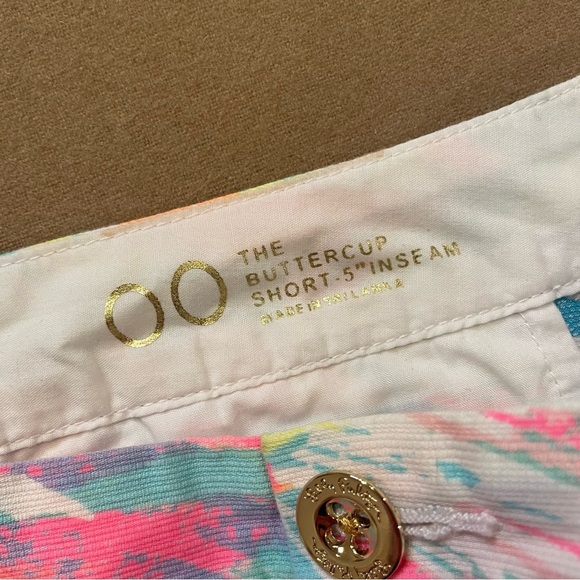 00
THE
BUTTERCUP
SHORT-5" INSEAM
MADE IN SRI LANKA